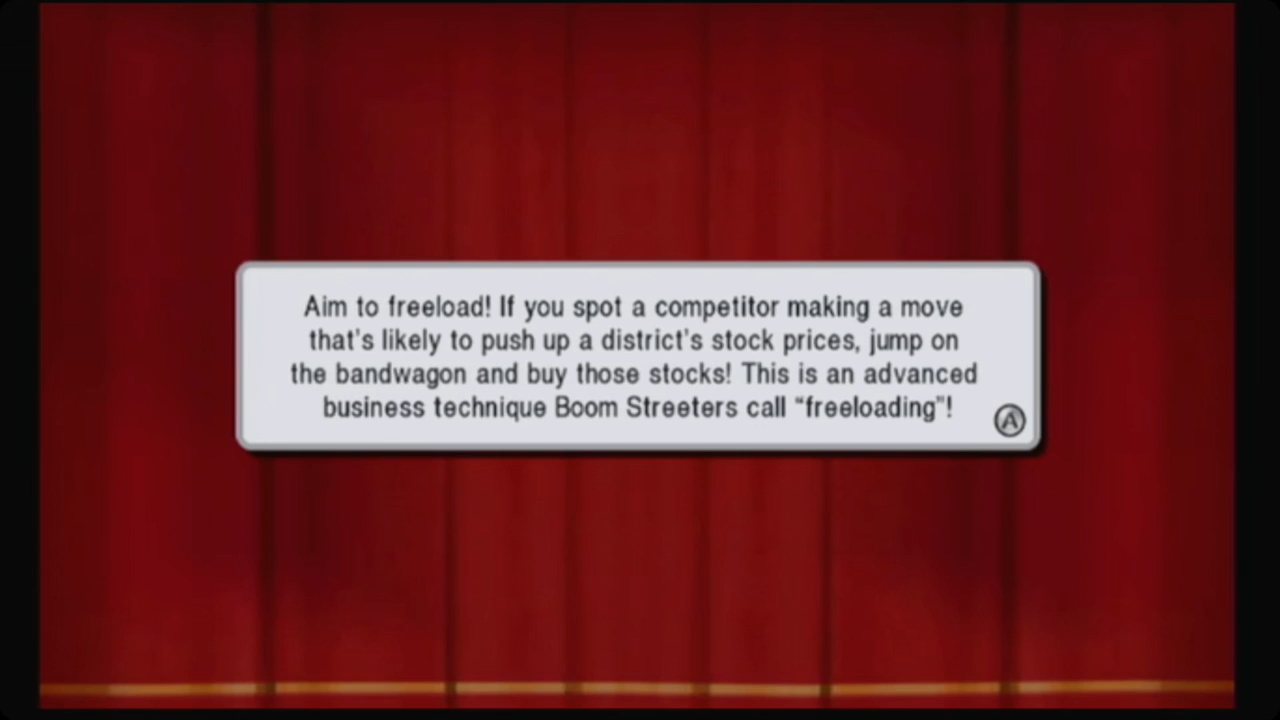 Aim to freeload! If you spot a competitor making a move
that's likely to push up a district's stock prices, jump on
the bandwagon and buy those stocks! This is an advanced
business technique Boom Streeters call “freeloading”!
A